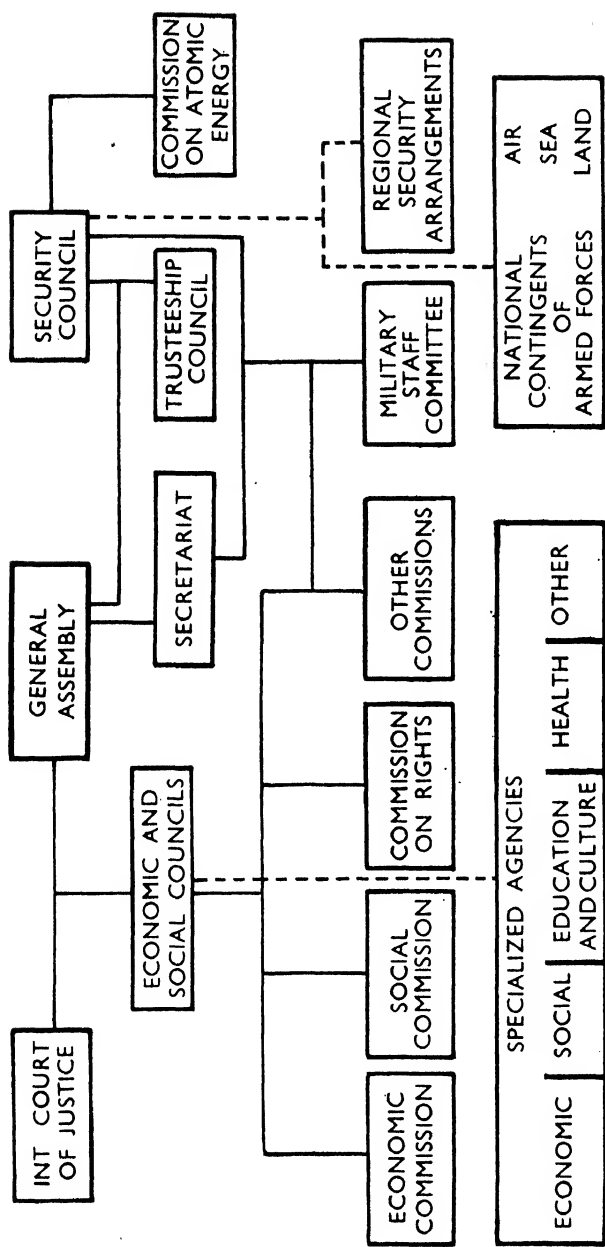 INT COURT
OF JUSTICE
GENERAL
ASSEMBLY
SECURITY
COUNCIL
ECONOMIC AND
SOCIAL COUNCILS
SECRETARIAT
TRUSTEESHIP
COUNCIL
COMMISSION
ON ATOMIC
ENERGY
ECONOMIC
COMMISSION
SOCIAL
COMMISSION
COMMISSION
ON RIGHTS
OTHER
COMMISSIONS
MILITARY
STAFF
COMMITTEE
REGIONAL
SECURITY
ARRANGEMENTS
SPECIALIZED AGENCIES
ECONOMIC
SOCIAL
EDUCATION
AND CULTURE
HEALTH
OTHER
NATIONAL
CONTINGENTS
OF
ARMED FORCES
AIR
SEA
LAND